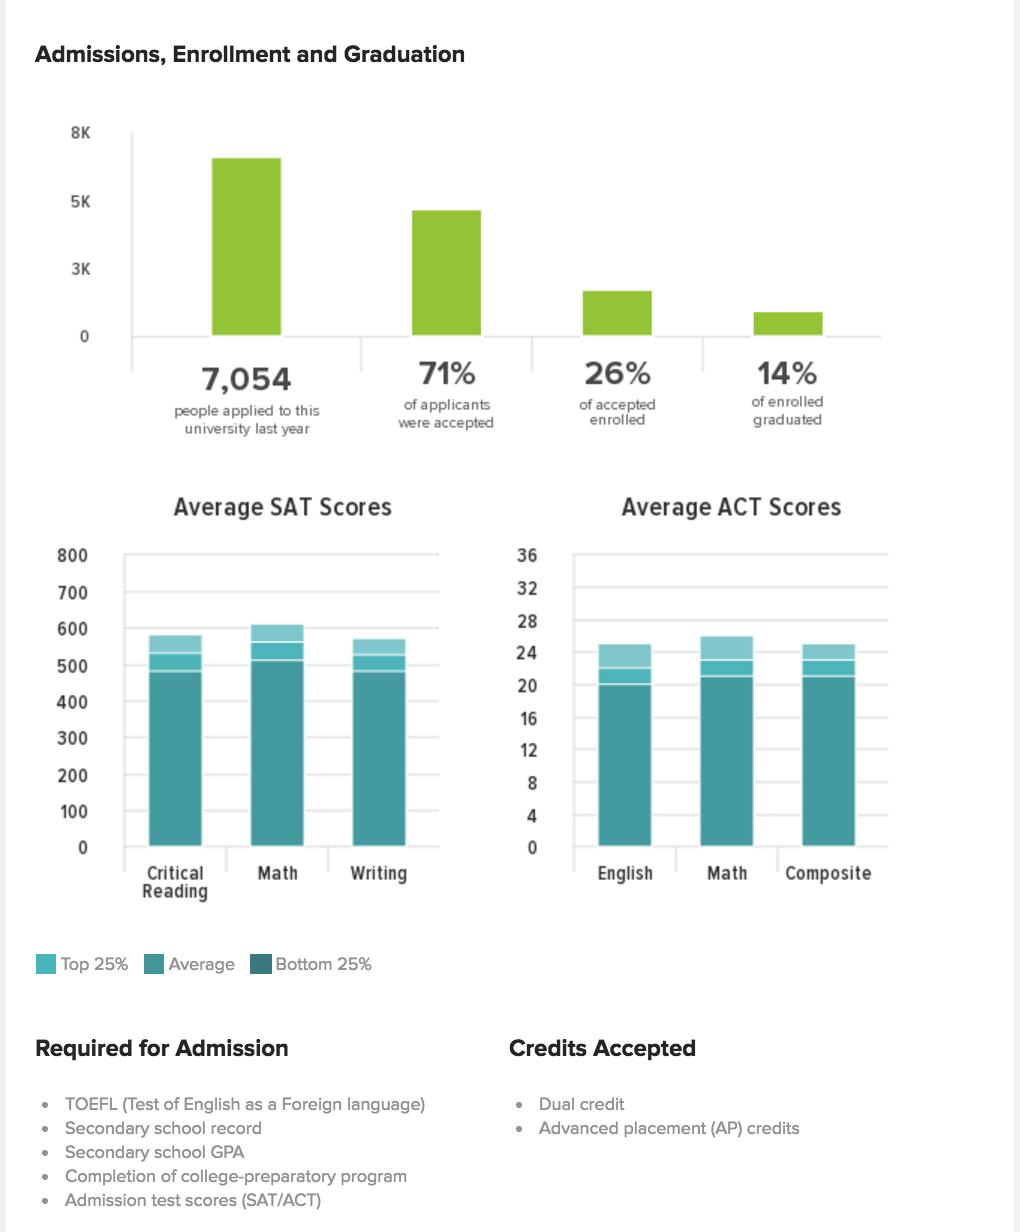 Admissions, Enrollment and Graduation
8K
5K
3K
0
7,054
people applied to this
university last year
71%
of applicants
were accepted
26%
of accepted
enrolled
14%
of enrolled
graduated
Average SAT Scores
800
700
600
500
400
300
200
100
0
Critical
Reading
Math
Writing
Average ACT Scores
36
32
28
24
20
16
12
8
4
0
English
Math
Composite
Top 25%
Average
Bottom 25%
Required for Admission
• TOEFL (Test of English as a Foreign language)
• Secondary school record
• Secondary school GPA
• Completion of college-preparatory program
• Admission test scores (SAT/ACT)
Credits Accepted
• Dual credit
• Advanced placement (AP) credits